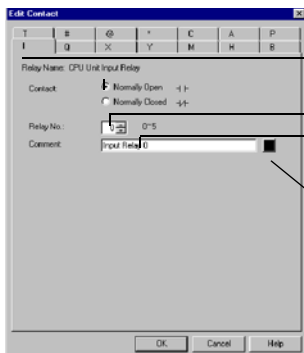 Edit Contact
T # @ * C A P
I Q X Y M H B
Relay Name: CPU Unit Input Relay
Contact: Normally Open
Normally Closed
Relay No.: 0 0~5
Comment: Input Relay 0
OK Cancel Help